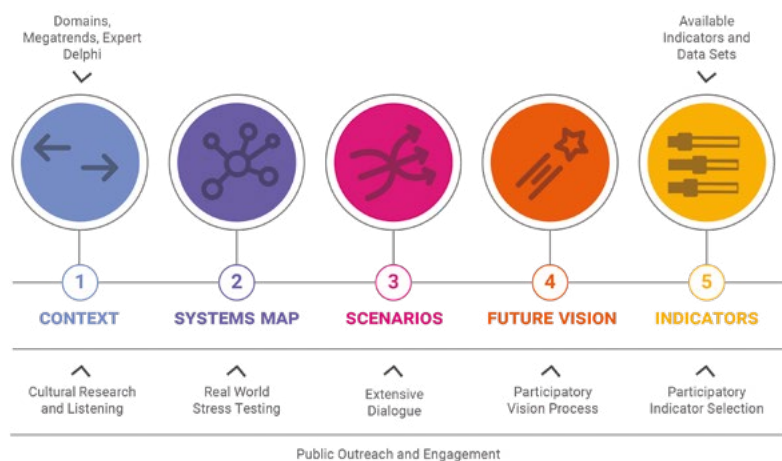 Domains,
Megatrends, Expert
Delphi
Available
Indicators and
Data Sets
1
2
3
4
5
CONTEXT
SYSTEMS MAP
SCENARIOS
FUTURE VISION
INDICATORS
Cultural Research
and Listening
Real World
Stress Testing
Extensive
Dialogue
Participatory
Vision Process
Participatory
Indicator Selection
Public Outreach and Engagement